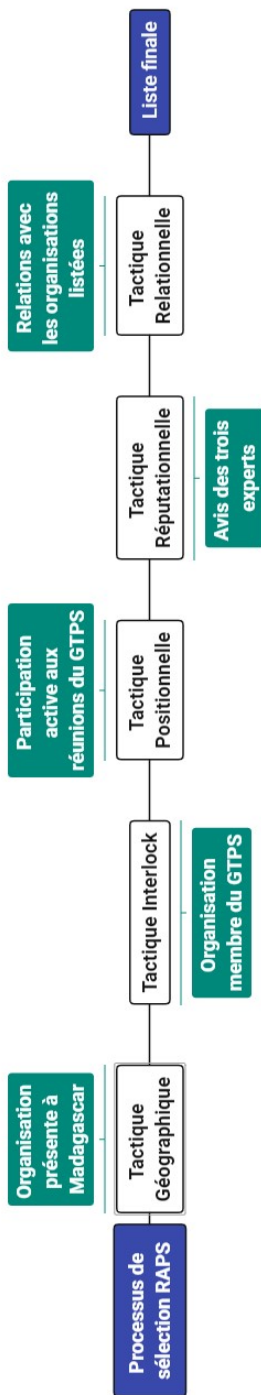 Processus de
sélection RAPS
Organisation
présente à
Madagascar
Tactique
Géographique
Tactique Interlock
Organisation
membre du GTPS
Participation
active aux
réunions du GTPS
Tactique
Positionnelle
Tactique
Réputationnelle
Avis des trois
experts
Relations avec
les organisations
listées
Tactique
Relationnelle
Liste finale